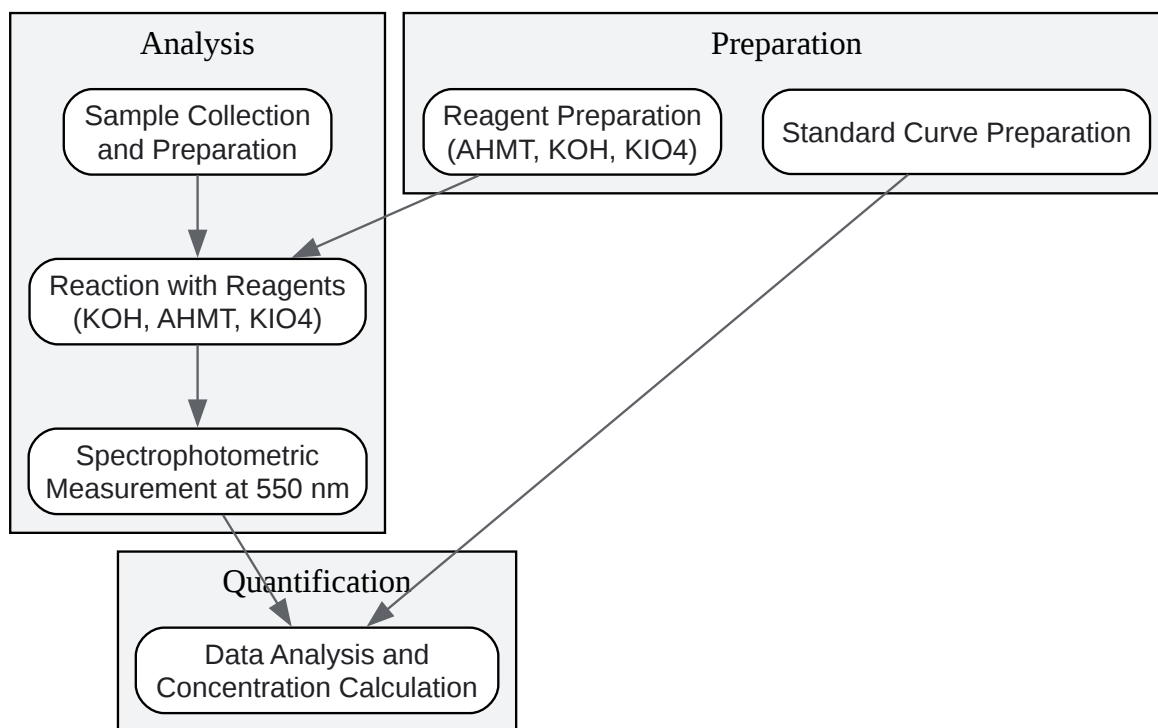 Analysis
Sample Collection
and Preparation
Reaction with Reagents
(KOH, AHMT, KIO4)
Spectrophotometric
Measurement at 550 nm
Preparation
Reagent Preparation
(AHMT, KOH, KIO4)
Standard Curve Preparation
Quantification
Data Analysis and
Concentration Calculation